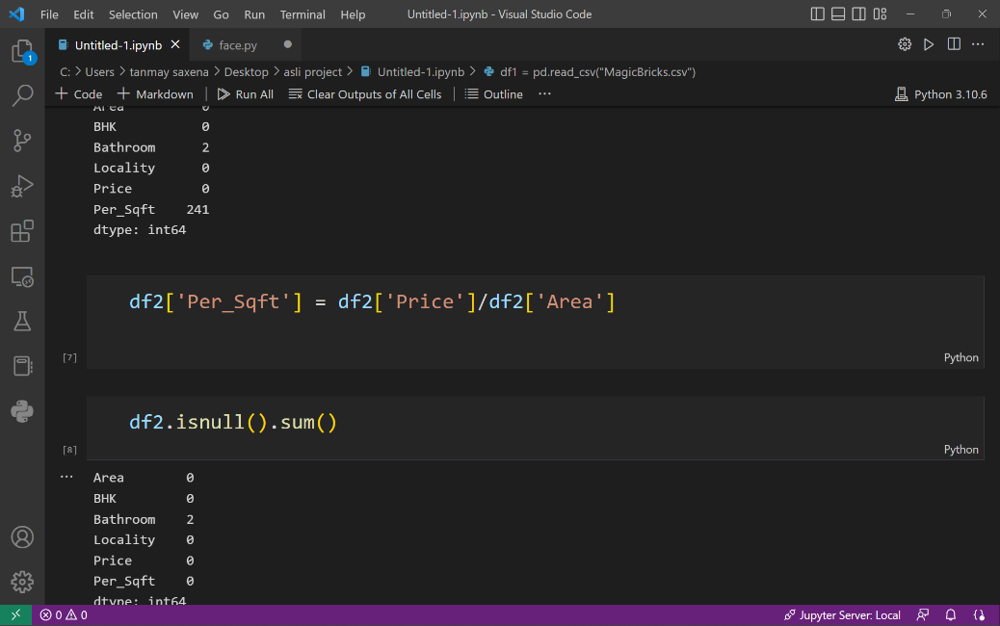 File Edit Selection View Go Run Terminal Help Untitled-1.ipynb - Visual Studio Code
Untitled-1.ipynb face.py
C: > Users > tanmay saxena > Desktop > asli project > Untitled-1.ipynb > df1 = pd.read_csv("MagicBricks.csv")
+ Code + Markdown Run All Clear Outputs of All Cells Outline ... Python 3.10.6
1
Area 0
BHK 0
Bathroom 2
Locality 0
Price 0
Per_Sqft 241
dtype: int64
df2['Per_Sqft'] = df2['Price']/df2['Area']
[7] Python
df2.isnull().sum()
[8] Python
... Area 0
BHK 0
Bathroom 2
Locality 0
Price 0
Per_Sqft 0
dtype: int64
0 0 Jupyter Server: Local